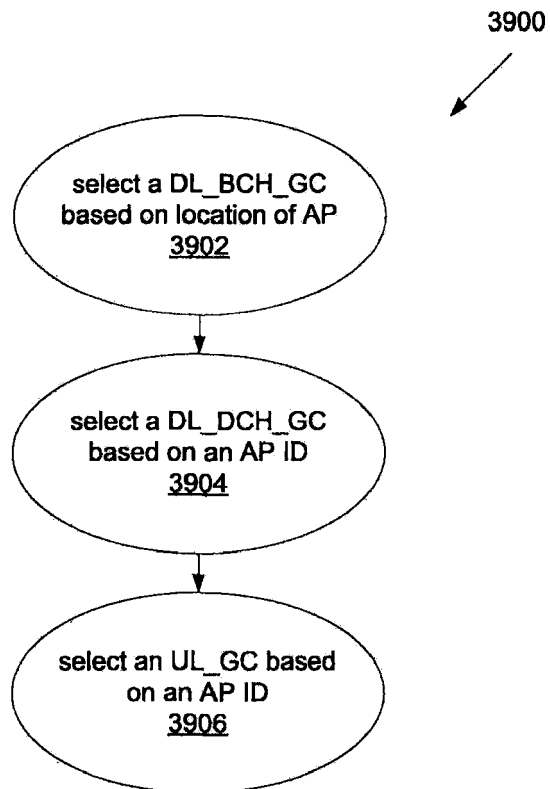 3900
select a DL_BCH_GC
based on location of AP
3902
select a DL_DCH_GC
based on an AP ID
3904
select an UL_GC based
on an AP ID
3906